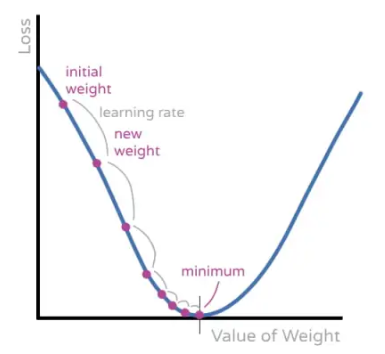 Loss
initial
weight
learning rate
new
weight
minimum
Value of Weight